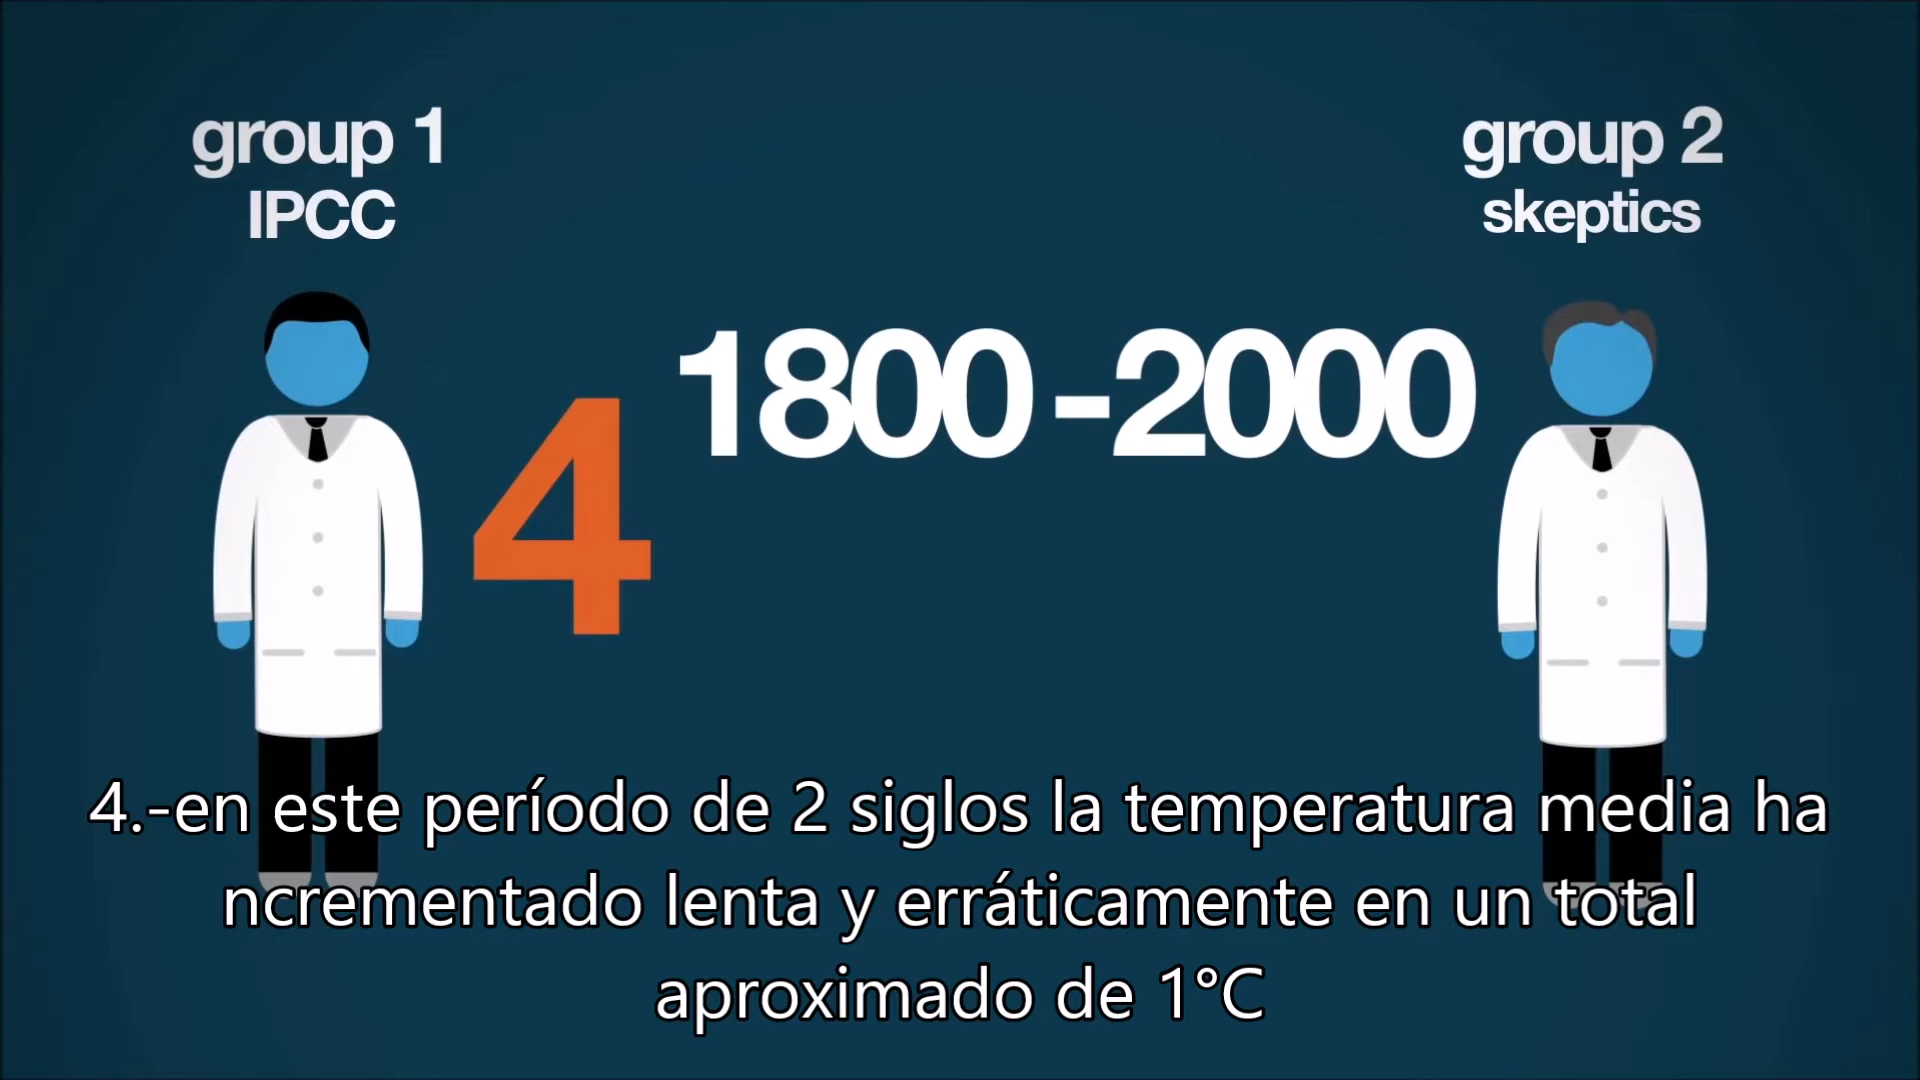 group 1
IPCC
group 2
skeptics
4
1800-2000
4.-en este período de 2 siglos la temperatura media ha
ncrementado lenta y erráticamente en un total
aproximado de 1°C